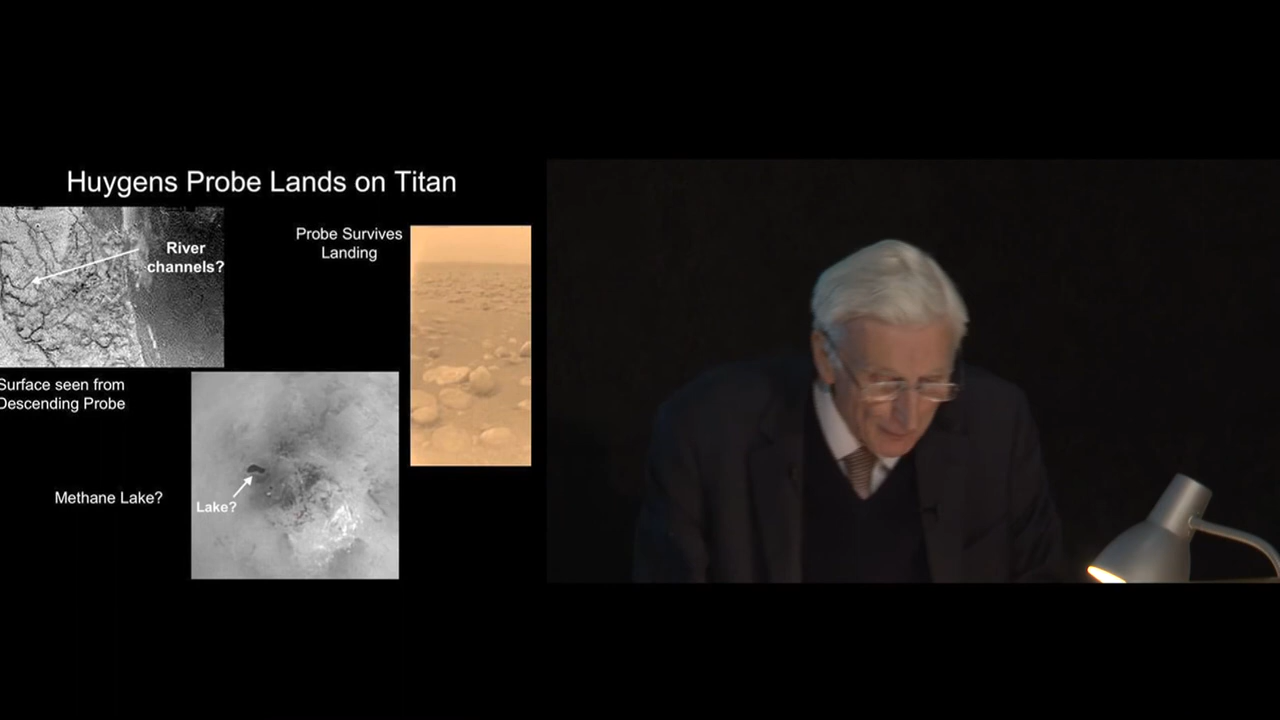 Huygens Probe Lands on Titan
River
channels?
Probe Survives
Landing
Surface seen from
Descending Probe
Methane Lake?
Lake?